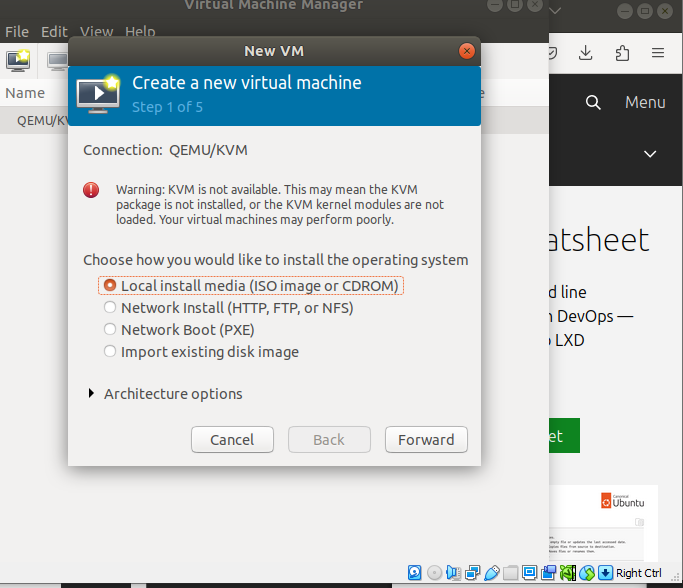 Virtual Machine Manager
File Edit View Help
New VM
Create a new virtual machine
Step 1 of 5
Name
QEMU/KV
Menu
Connection: QEMU/KVM
Warning: KVM is not available. This may mean the KVM
package is not installed, or the KVM kernel modules are not
loaded. Your virtual machines may perform poorly.
Choose how you would like to install the operating system
Local install media (ISO image or CDROM)
Network Install (HTTP, FTP, or NFS)
Network Boot (PXE)
Import existing disk image
Architecture options
Cancel Back Forward
atsheet
d line
n DevOps —
LXD
et
Canonical
Ubuntu
Right Ctrl